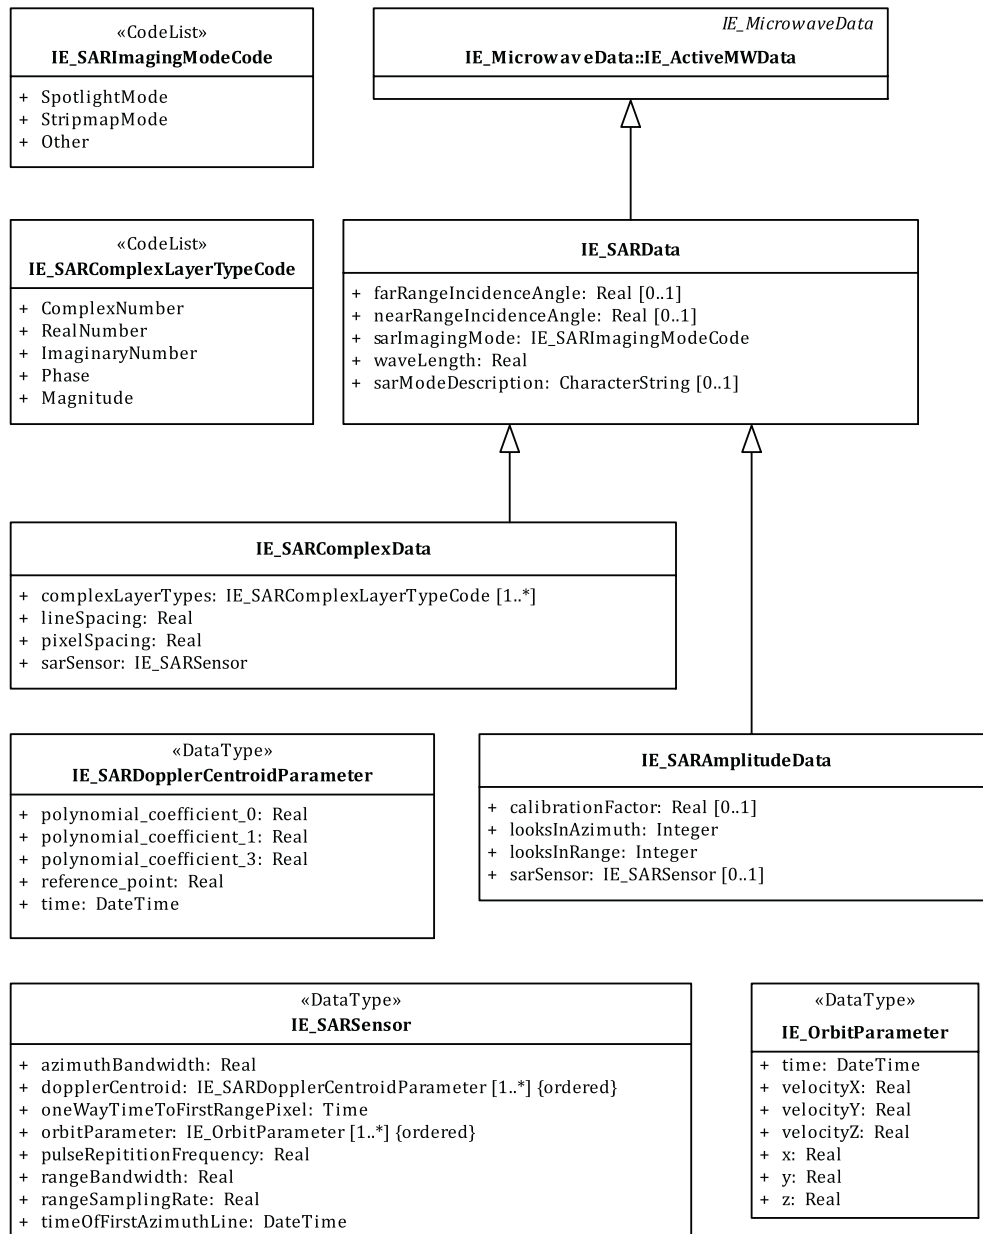 «CodeList»
IE_SARImagingModeCode
+ SpotlightMode
+ StripmapMode
+ Other
IE_MicrowaveData
IE_MicrowaveData::IE_ActiveMWData
«CodeList»
IE_SARComplexLayerTypeCode
+ ComplexNumber
+ RealNumber
+ ImaginaryNumber
+ Phase
+ Magnitude
IE_SARData
+ farRangeIncidenceAngle: Real [0..1]
+ nearRangeIncidenceAngle: Real [0..1]
+ sarImagingMode: IE_SARImagingModeCode
+ waveLength: Real
+ sarModeDescription: CharacterString [0..1]
IE_SARComplexData
+ complexLayerTypes: IE_SARComplexLayerTypeCode [1..*]
+ lineSpacing: Real
+ pixelSpacing: Real
+ sarSensor: IE_SARSensor
«DataType»
IE_SARDopplerCentroidParameter
+ polynomial_coefficient_0: Real
+ polynomial_coefficient_1: Real
+ polynomial_coefficient_3: Real
+ reference_point: Real
+ time: DateTime
IE_SARAmplitudeData
+ calibrationFactor: Real [0..1]
+ looksInAzimuth: Integer
+ looksInRange: Integer
+ sarSensor: IE_SARSensor [0..1]
«DataType»
IE_SARSensor
+ azimuthBandwidth: Real
+ dopplerCentroid: IE_SARDopplerCentroidParameter [1..*] {ordered}
+ oneWayTimeToFirstRangePixel: Time
+ orbitParameter: IE_OrbitParameter [1..*] {ordered}
+ pulseRepititionFrequency: Real
+ rangeBandwidth: Real
+ rangeSamplingRate: Real
+ timeOfFirstAzimuthLine: DateTime
«DataType»
IE_OrbitParameter
+ time: DateTime
+ velocityX: Real
+ velocityY: Real
+ velocityZ: Real
+ x: Real
+ y: Real
+ z: Real